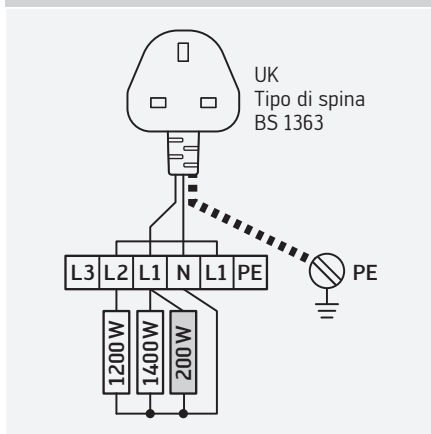 UK
Tipo di spina
BS 1363
L3 L2 L1 N L1 PE
PE
1200 W
1400 W
200 W